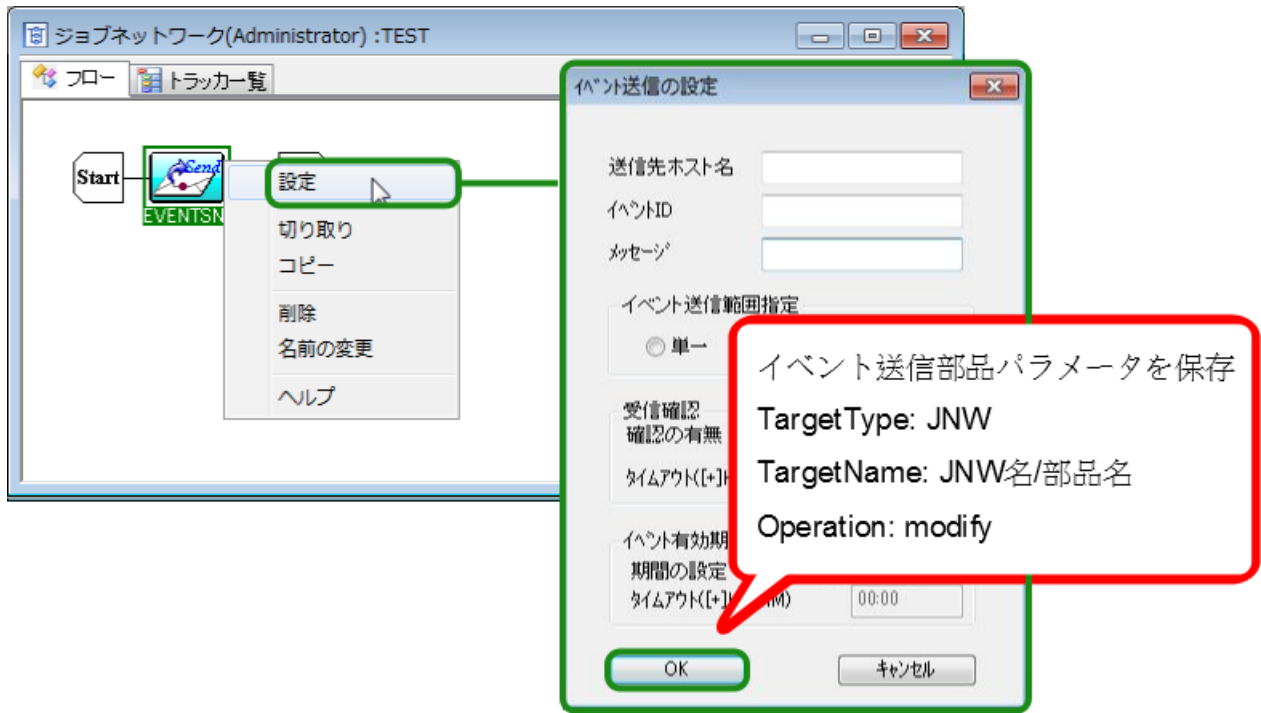 ジョブネットワーク(Administrator) :TEST
フロー
トラッカ一覧
Start
Send
EVENTSN
設定
切り取り
コピー
削除
名前の変更
ヘルプ
イベント送信の設定
送信先ホスト名
イベントID
メッセージ
イベント送信範囲指定
単一
受信確認
確認の有無
タイムアウト([+]H
イベント有効期
期間の設定
タイムアウト([+]H
M)
00:00
OK
キャンセル
イベント送信部品パラメータを保存
TargetType: JNW
TargetName: JNW名/部品名
Operation: modify